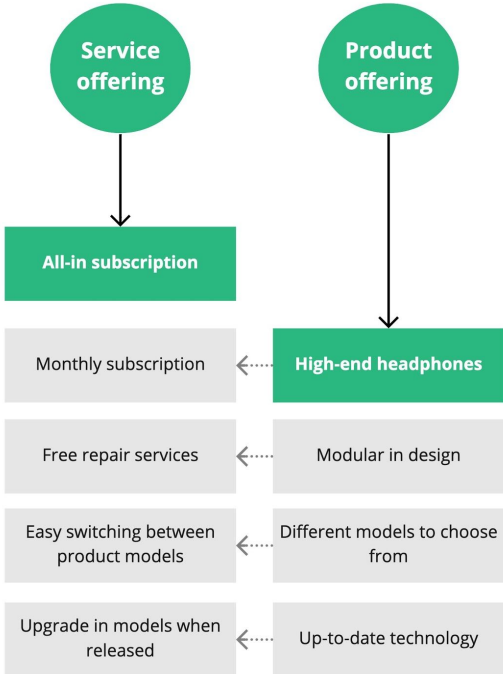 Service
offering
Product
offering
All-in subscription
Monthly subscription
High-end headphones
Free repair services
Modular in design
Easy switching between
product models
Different models to choose
from
Upgrade in models when
released
Up-to-date technology